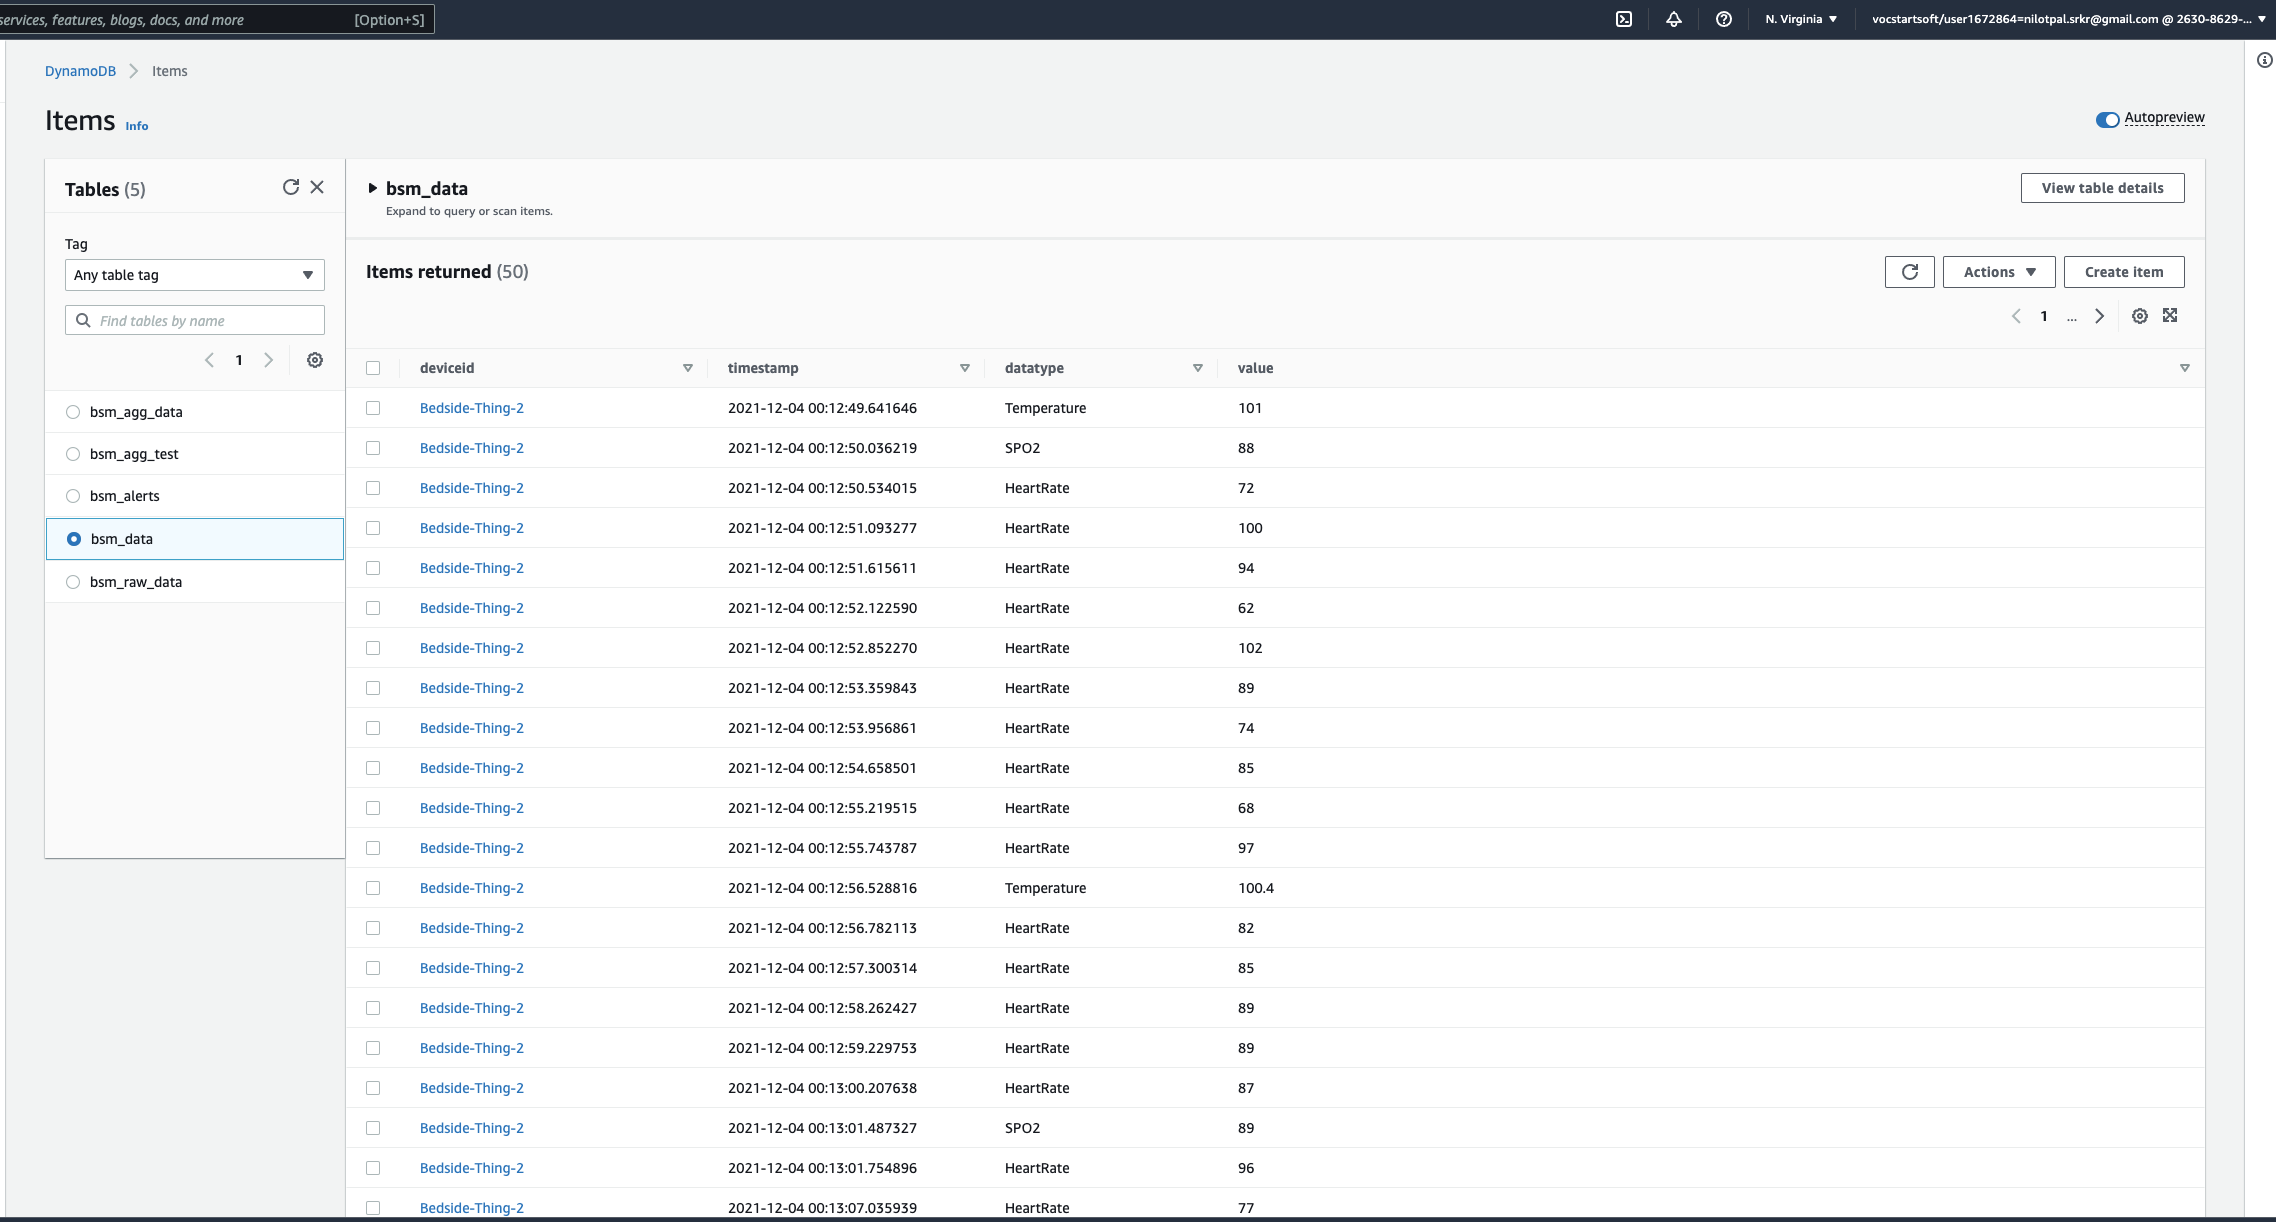 services, features, blogs, docs, and more [Option+S]
N. Virginia
vocstartsoft/user1672864=nilotpal.srkr@gmail.com @ 2630-8629-...
DynamoDB Items
Items Info
Autopreview
Tables (5)
Tag
Any table tag
Find tables by name
1
bsm_agg_data
bsm_agg_test
bsm_alerts
bsm_data
bsm_raw_data
bsm_data
Expand to query or scan items.
View table details
Items returned (50)
Actions
Create item
1 ...
deviceid timestamp datatype value
Bedside-Thing-2 2021-12-04 00:12:49.641646 Temperature 101
Bedside-Thing-2 2021-12-04 00:12:50.036219 SPO2 88
Bedside-Thing-2 2021-12-04 00:12:50.534015 HeartRate 72
Bedside-Thing-2 2021-12-04 00:12:51.093277 HeartRate 100
Bedside-Thing-2 2021-12-04 00:12:51.615611 HeartRate 94
Bedside-Thing-2 2021-12-04 00:12:52.122590 HeartRate 62
Bedside-Thing-2 2021-12-04 00:12:52.852270 HeartRate 102
Bedside-Thing-2 2021-12-04 00:12:53.359843 HeartRate 89
Bedside-Thing-2 2021-12-04 00:12:53.956861 HeartRate 74
Bedside-Thing-2 2021-12-04 00:12:54.658501 HeartRate 85
Bedside-Thing-2 2021-12-04 00:12:55.219515 HeartRate 68
Bedside-Thing-2 2021-12-04 00:12:55.743787 HeartRate 97
Bedside-Thing-2 2021-12-04 00:12:56.528816 Temperature 100.4
Bedside-Thing-2 2021-12-04 00:12:56.782113 HeartRate 82
Bedside-Thing-2 2021-12-04 00:12:57.300314 HeartRate 85
Bedside-Thing-2 2021-12-04 00:12:58.262427 HeartRate 89
Bedside-Thing-2 2021-12-04 00:12:59.229753 HeartRate 89
Bedside-Thing-2 2021-12-04 00:13:00.207638 HeartRate 87
Bedside-Thing-2 2021-12-04 00:13:01.487327 SPO2 89
Bedside-Thing-2 2021-12-04 00:13:01.754896 HeartRate 96
Bedside-Thing-2 2021-12-04 00:13:07.035939 HeartRate 77